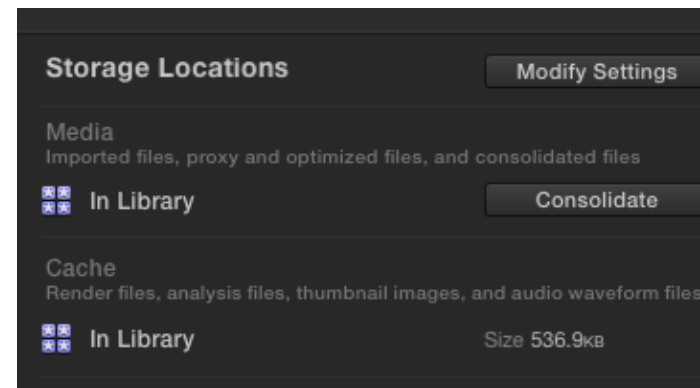 Storage Locations
Modify Settings
Media
Imported files, proxy and optimized files, and consolidated files
In Library
Consolidate
Cache
Render files, analysis files, thumbnail images, and audio waveform files
In Library
Size 536.9KB